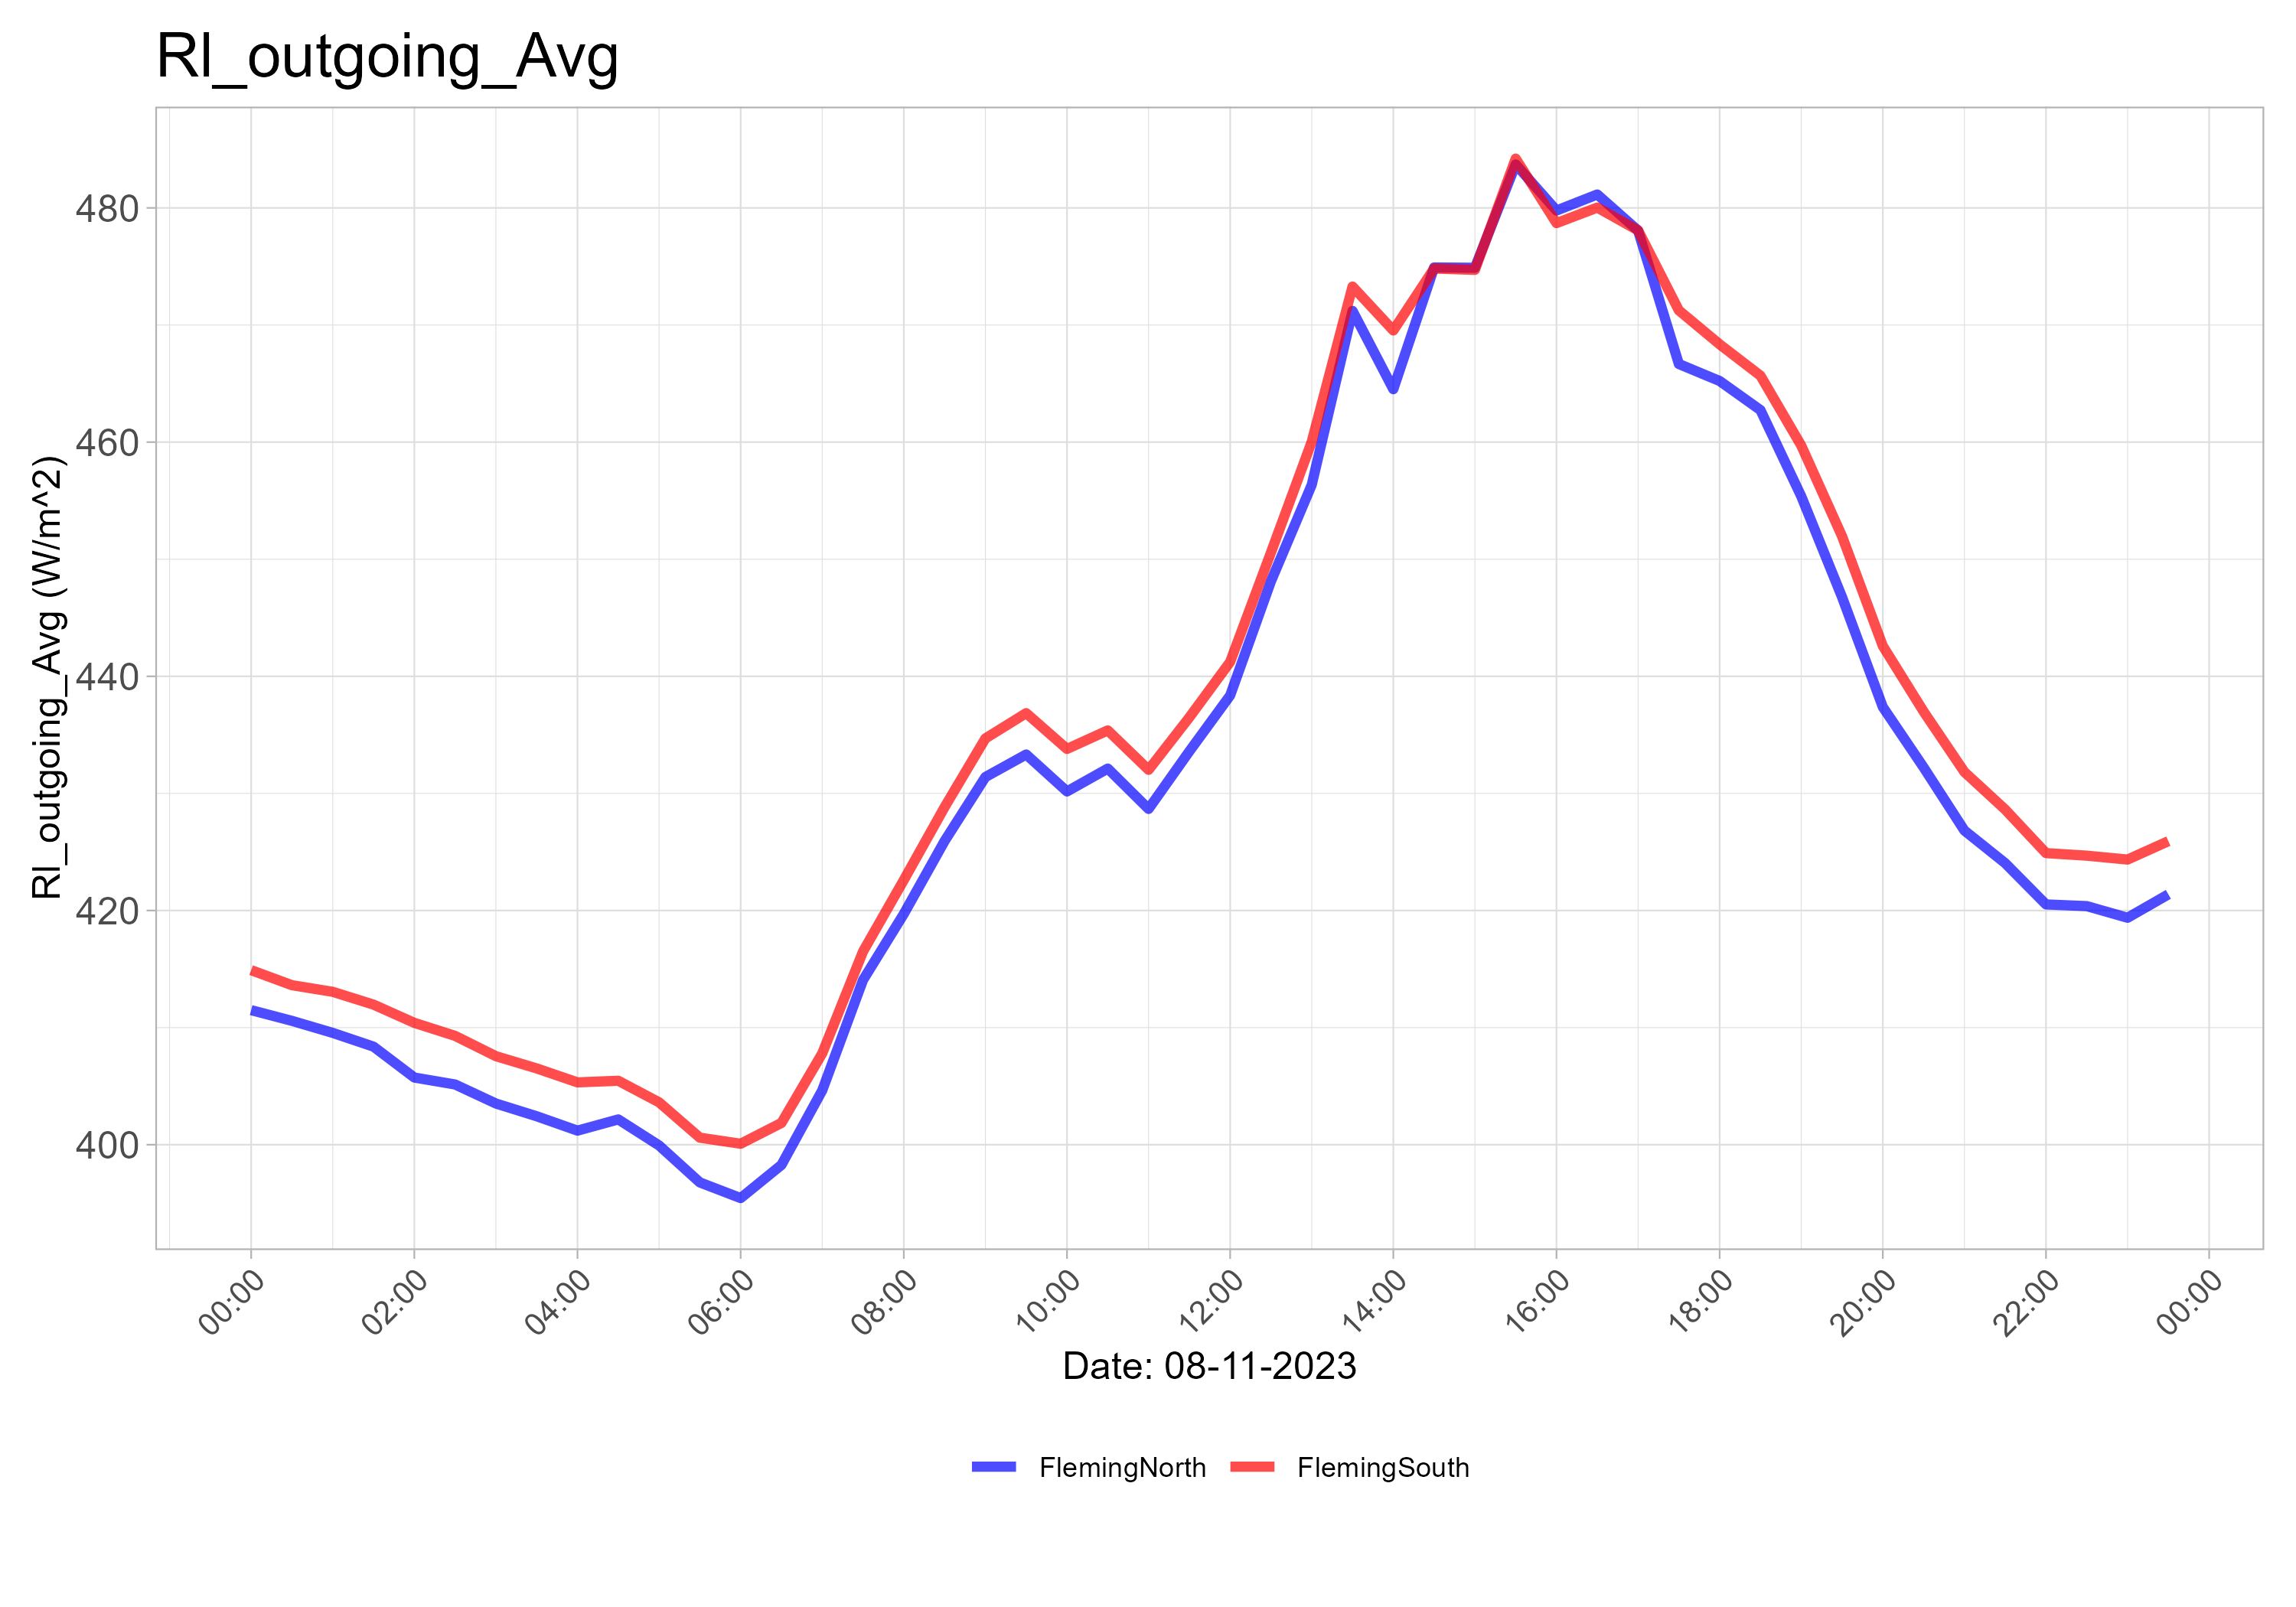 Rl_outgoing_Avg
Rl_outgoing_Avg (W/m^2)
480
460
440
420
400
00:00 02:00 04:00 06:00 08:00 10:00 12:00 14:00 16:00 18:00 20:00 22:00 00:00
Date: 08-11-2023
FlemingNorth FlemingSouth